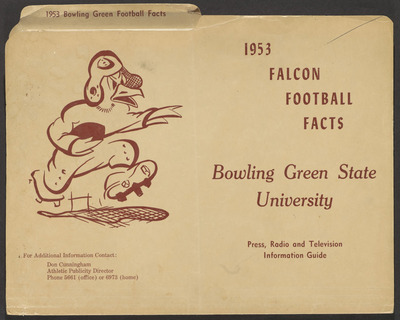 1953 Bowling Green Football Facts
For Additional Information Contact:
Don Cunningham
Athletic Publicity Director
Phone 5661 (office) or 6973 (home)
1953
FALCON
FOOTBALL
FACTS
Bowling Green State
University
Press, Radio and Television
Information Guide